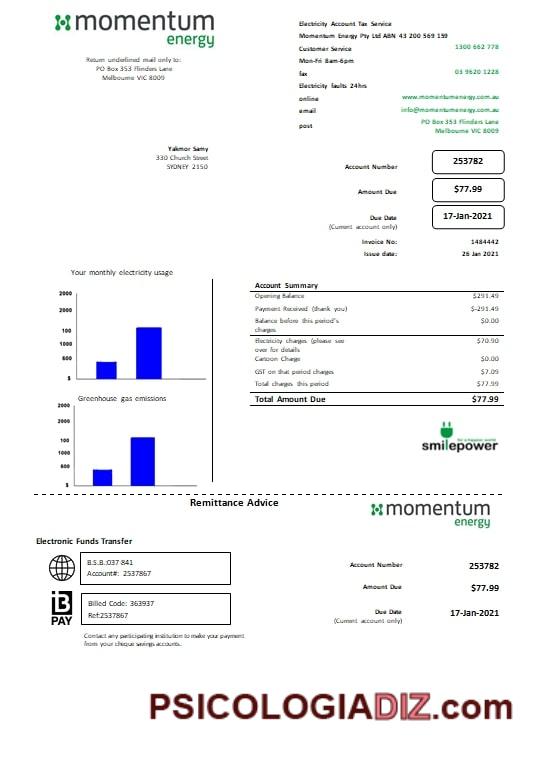 momentum
energy
Return undefiled mail only to:
PO Box 353 Flinders Lane
Melbourne VIC 8009
Electricity Account Tax Service
Momentum Energy Pty Ltd ABN 43 200 569 159
Customer Service 1300 662 778
Mon-Fri 8am-6pm
fax 03 9620 1228
Electricity faults 24hrs
online www.momentumenergy.com.au
email info@momentumenergy.com.au
post PO Box 353 Flinders Lane
Melbourne VIC 8009
Yakmor Samy
330 Church Street
SYDNEY 2150
Account Number 253782
Amount Due $77.99
Due Date 17-Jan-2021
(Current account only)
Invoice No: 1484442
Issue date: 26 Jan 2021
Your monthly electricity usage
2000
2000
100
1000
600
$
Greenhouse gas emissions
2000
2000
100
1000
600
$
Account Summary
Opening Balance $291.49
Payment Received (thank you) $-291.49
Balance before this period's $0.00
charges
Electricity charges (please see $70.90
over for details
Cartoon Charge $0.00
GST on that period charges $7.09
Total charges this period $77.99
Total Amount Due $77.99
for a happier world
smilepower
Remittance Advice
momentum
energy
Electronic Funds Transfer
B.S.B.:037 841
Account#: 2537867
B
PAY
Billed Code: 363937
Ref:2537867
Contact any participating institution to make your payment
from your cheque savings accounts.
Account Number 253782
Amount Due $77.99
Due Date 17-Jan-2021
(Current account only)
PSICOLOGIADIZ.com